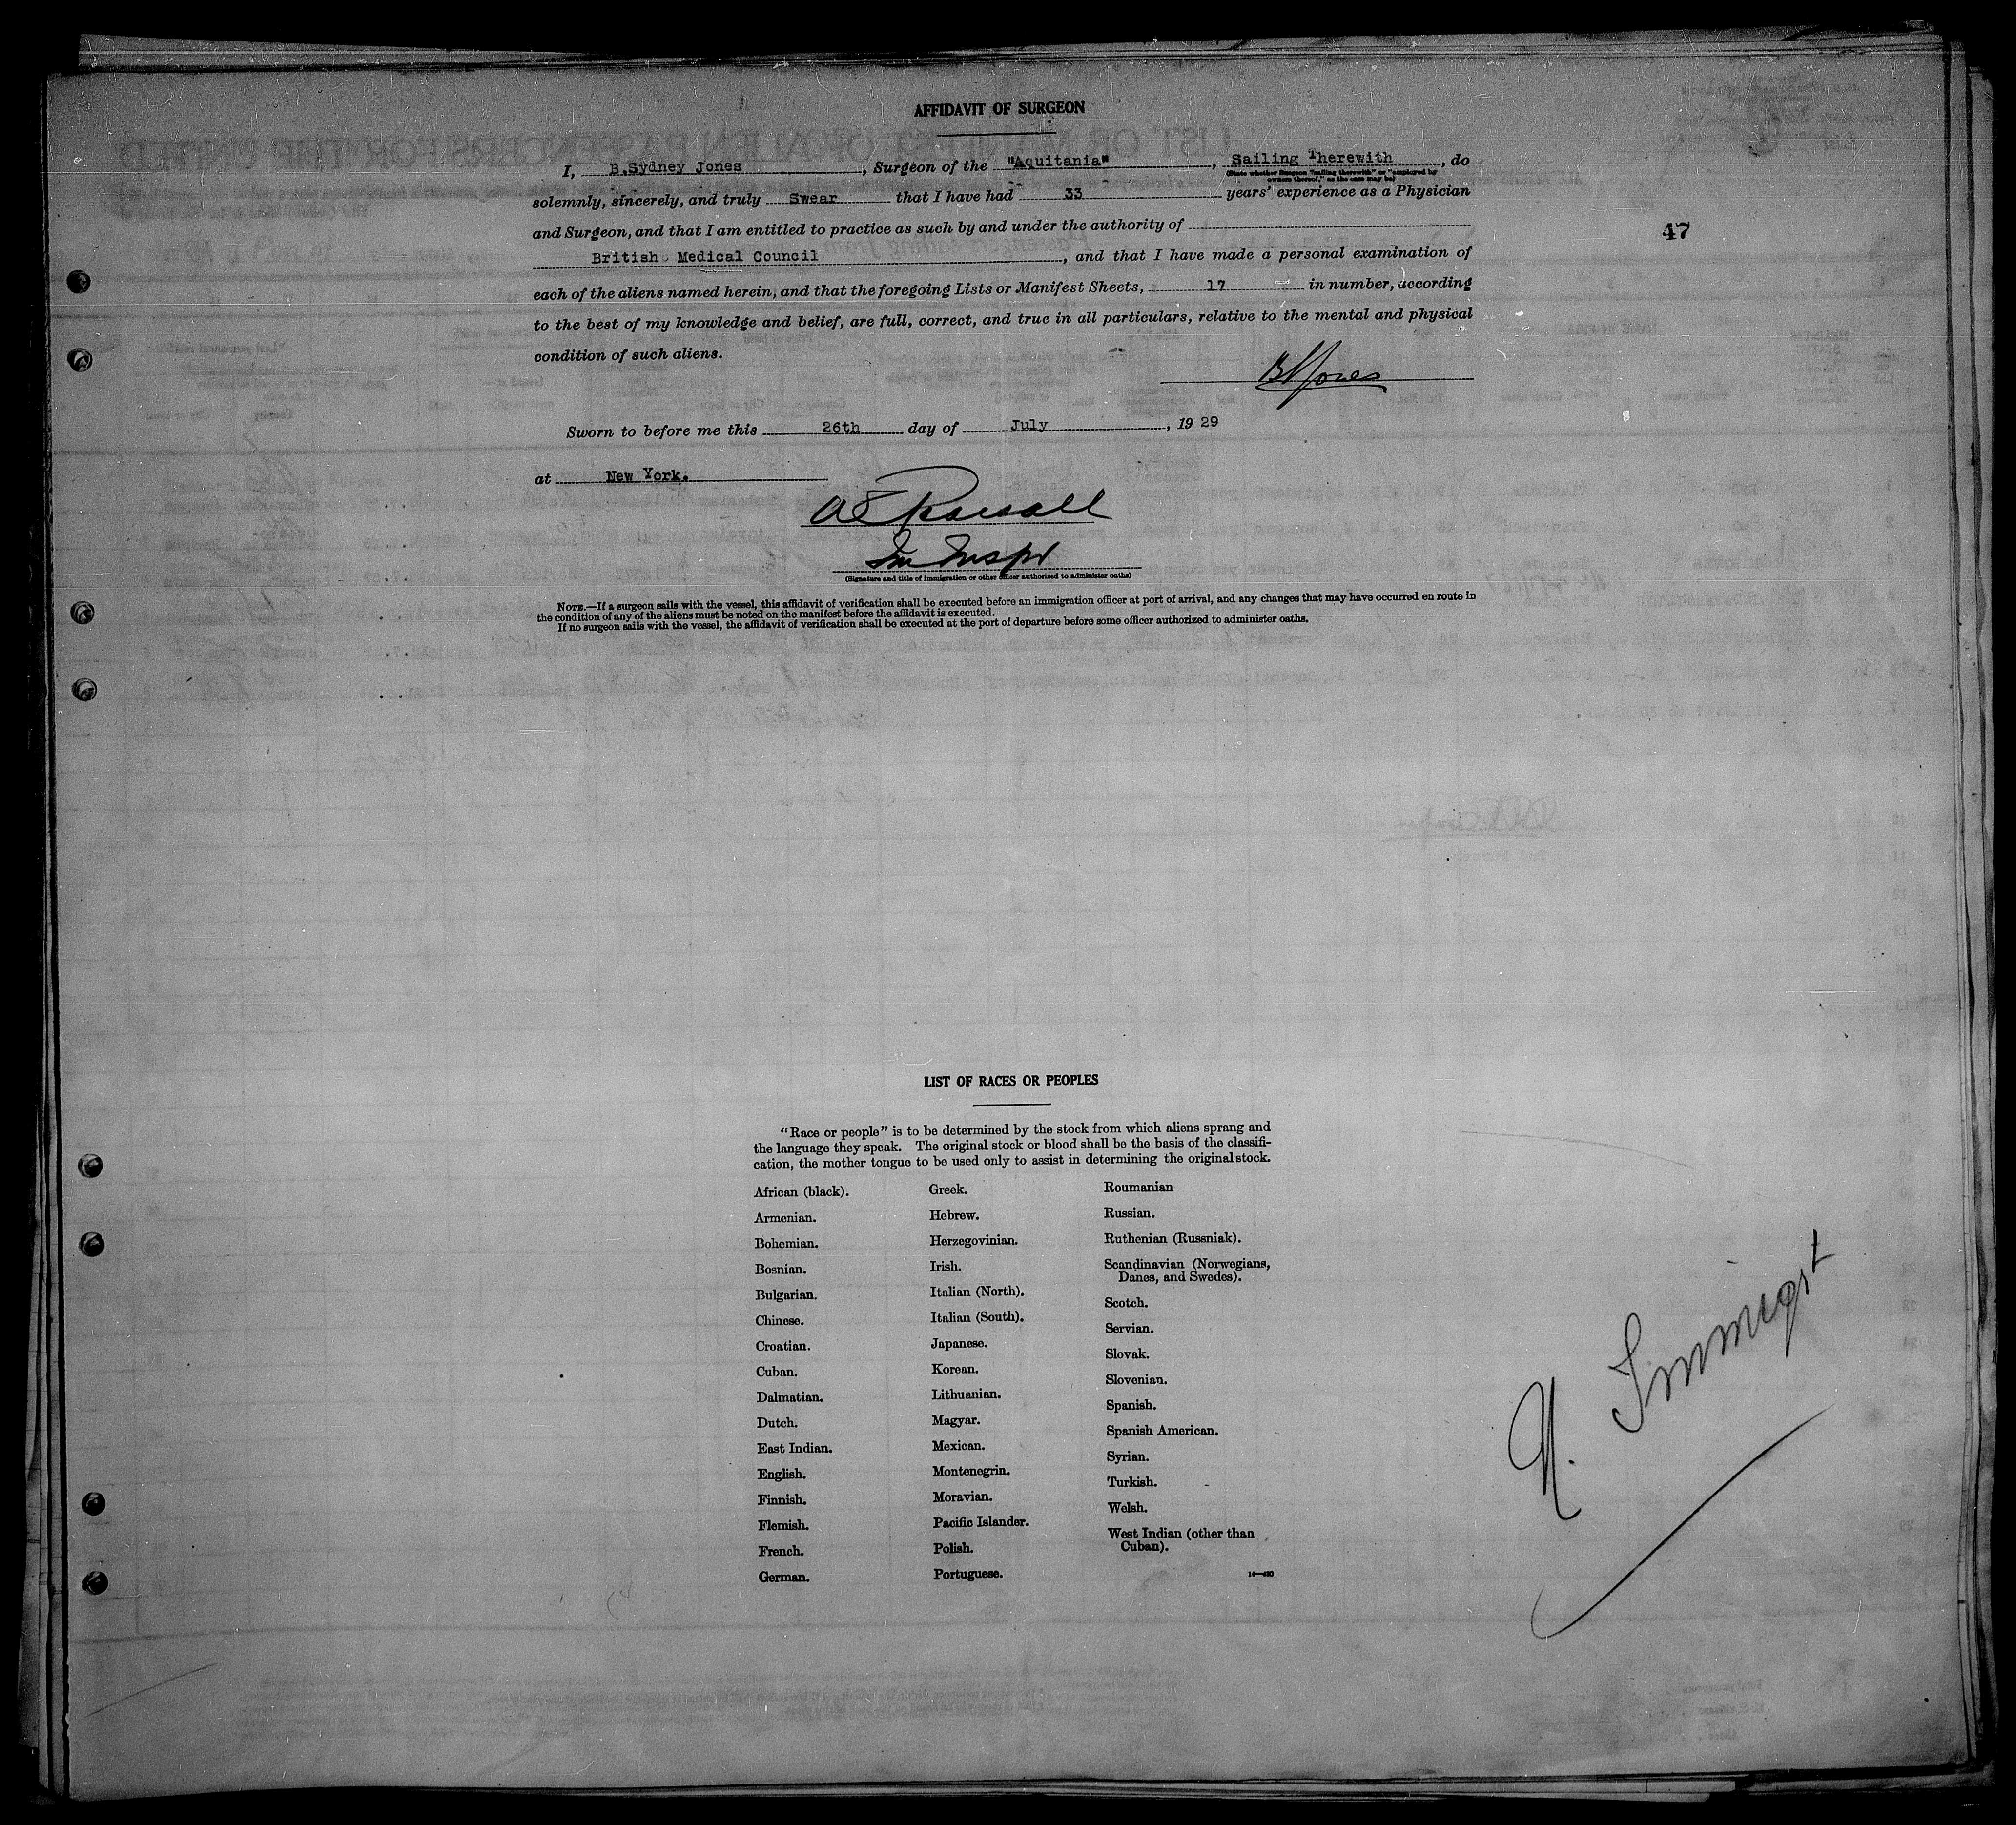 AFFIDAVIT OF SURGEON
I, B.Sydney Jones, Surgeon of the "Aquitania", Sailing Therewith, do
(State whether Surgeon "sailing therewith" or "employed by
owners thereof," as the case may be)
solemnly, sincerely, and truly Swear that I have had 33 years' experience as a Physician
and Surgeon, and that I am entitled to practice as such by and under the authority of
British Medical Council, and that I have made a personal examination of
each of the aliens named herein, and that the foregoing Lists or Manifest Sheets, 17 in number, according
to the best of my knowledge and belief, are full, correct, and true in all particulars, relative to the mental and physical
condition of such aliens.
47
BSJones
Sworn to before me this 26th day of July, 1929
at New York.
Im Inspr
(Signature and title of immigration or other officer authorized to administer oaths)
NOTE.—If a surgeon sails with the vessel, this affidavit of verification shall be executed before an immigration officer at port of arrival, and any changes that may have occurred en route in
the condition of any of the aliens must be noted on the manifest before the affidavit is executed.
If no surgeon sails with the vessel, the affidavit of verification shall be executed at the port of departure before some officer authorized to administer oaths.
LIST OF RACES OR PEOPLES
"Race or people" is to be determined by the stock from which aliens sprang and
the language they speak. The original stock or blood shall be the basis of the classifi-
cation, the mother tongue to be used only to assist in determining the original stock.
African (black).
Armenian.
Bohemian.
Bosnian.
Bulgarian.
Chinese.
Croatian.
Cuban.
Dalmatian.
Dutch.
East Indian.
English.
Finnish.
Flemish.
French.
German.
Greek.
Hebrew.
Herzegovinian.
Irish.
Italian (North).
Italian (South).
Japanese.
Korean.
Lithuanian.
Magyar.
Mexican.
Montenegrin.
Moravian.
Pacific Islander.
Polish.
Portuguese.
Roumanian
Russian.
Ruthenian (Russniak).
Scandinavian (Norwegians,
Danes, and Swedes).
Scotch.
Servian.
Slovak.
Slovenian.
Spanish.
Spanish American.
Syrian.
Turkish.
Welsh.
West Indian (other than
Cuban).
14—430
N. Immigrt